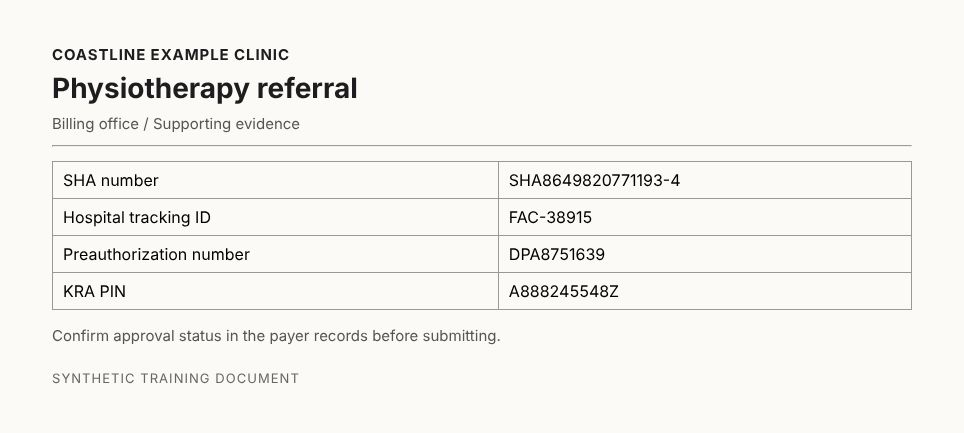 COASTLINE EXAMPLE CLINIC
Physiotherapy referral
Billing office / Supporting evidence
SHA number SHA8649820771193-4
Hospital tracking ID FAC-38915
Preauthorization number DPA8751639
KRA PIN A888245548Z
Confirm approval status in the payer records before submitting.
SYNTHETIC TRAINING DOCUMENT